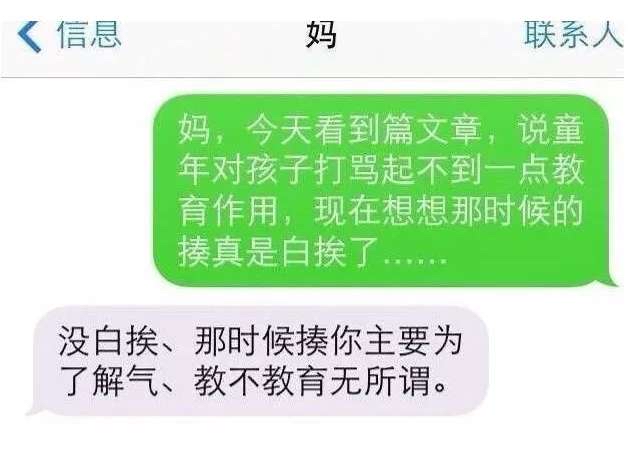 信息
妈
联系人
妈，今天看到篇文章，说童
年对孩子打骂起不到一点教
育作用，现在想想那时候的
揍真是白挨了......
没白挨、那时候揍你主要为
了解气、教不教育无所谓。